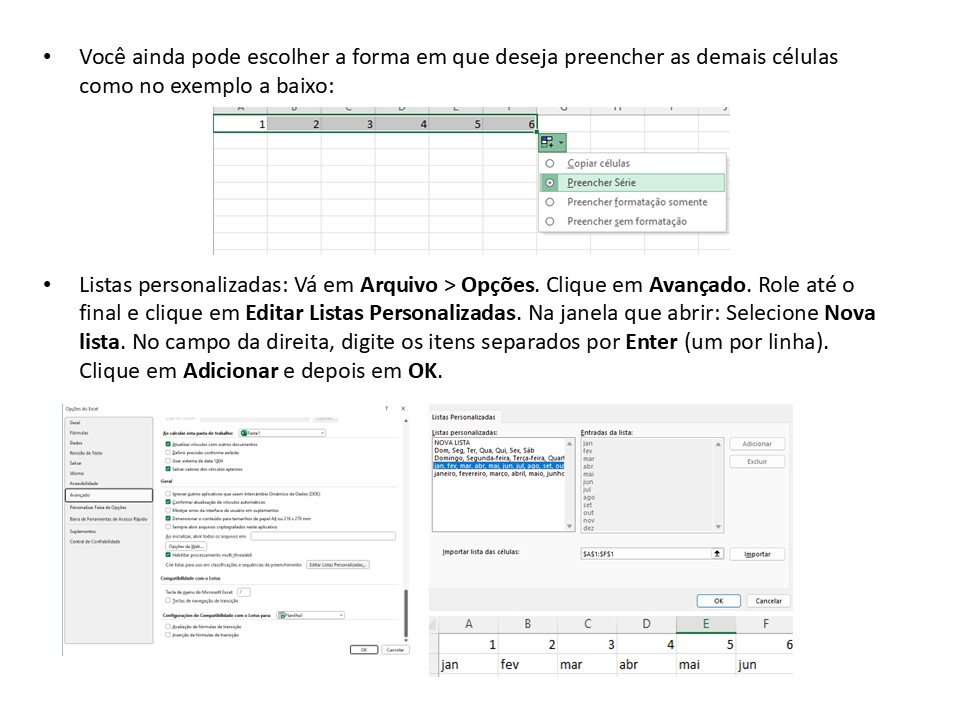 • Você ainda pode escolher a forma em que deseja preencher as demais células
como no exemplo a baixo:
A B C D E F G H I J
1 2 3 4 5 6
Copiar células
Preencher Série
Preencher formatação somente
Preencher sem formatação
• Listas personalizadas: Vá em Arquivo > Opções. Clique em Avançado. Role até o
final e clique em Editar Listas Personalizadas. Na janela que abrir: Selecione Nova
lista. No campo da direita, digite os itens separados por Enter (um por linha).
Clique em Adicionar e depois em OK.
Opções do Excel
? ×
Geral
Fórmulas
Dados
Revisão de Texto
Salvar
Idioma
Acessibilidade
Avançado
Personalizar Faixa de Opções
Barra de Ferramentas de Acesso Rápido
Suplementos
Central de Confiabilidade
Ao calcular esta pasta de trabalho: Pasta1
Atualizar vínculos com outros documentos
Definir precisão conforme exibido
Usar sistema de data 1904
Salvar valores dos vínculos externos
Geral
Ignorar outros aplicativos que usem Intercâmbio Dinâmico de Dados (DDE)
Confirmar atualização de vínculos automáticos
Mostrar erros da interface de usuário em suplementos
Dimensionar o conteúdo para tamanhos de papel A4 ou 216 x 279 mm
Sempre abrir arquivos criptografados neste aplicativo
Ao inicializar, abrir todos os arquivos em:
Opções da Web...
Habilitar processamento multi-threaded
Crie listas para uso em classificações e sequências de preenchimento: Editar Listas Personalizadas...
Compatibilidade com o Lotus
Tecla de menu do Microsoft Excel: /
Teclas de navegação de transição
Configurações de Compatibilidade com o Lotus para: Planilha1
Avaliação de fórmulas de transição
Inserção de fórmulas de transição
OK Cancelar
Listas Personalizadas
Listas personalizadas:
NOVA LISTA
Dom, Seg, Ter, Qua, Qui, Sex, Sáb
Domingo, Segunda-feira, Terça-feira, Quart
jan, fev, mar, abr, mai, jun, jul, ago, set, ou
janeiro, fevereiro, março, abril, maio, junho
Entradas da lista:
jan
fev
mar
abr
mai
jun
jul
ago
set
out
nov
dez
Adicionar
Excluir
Importar lista das células: $A$1:$F$1 Importar
OK Cancelar
A B C D E F
1 2 3 4 5 6
jan fev mar abr mai jun